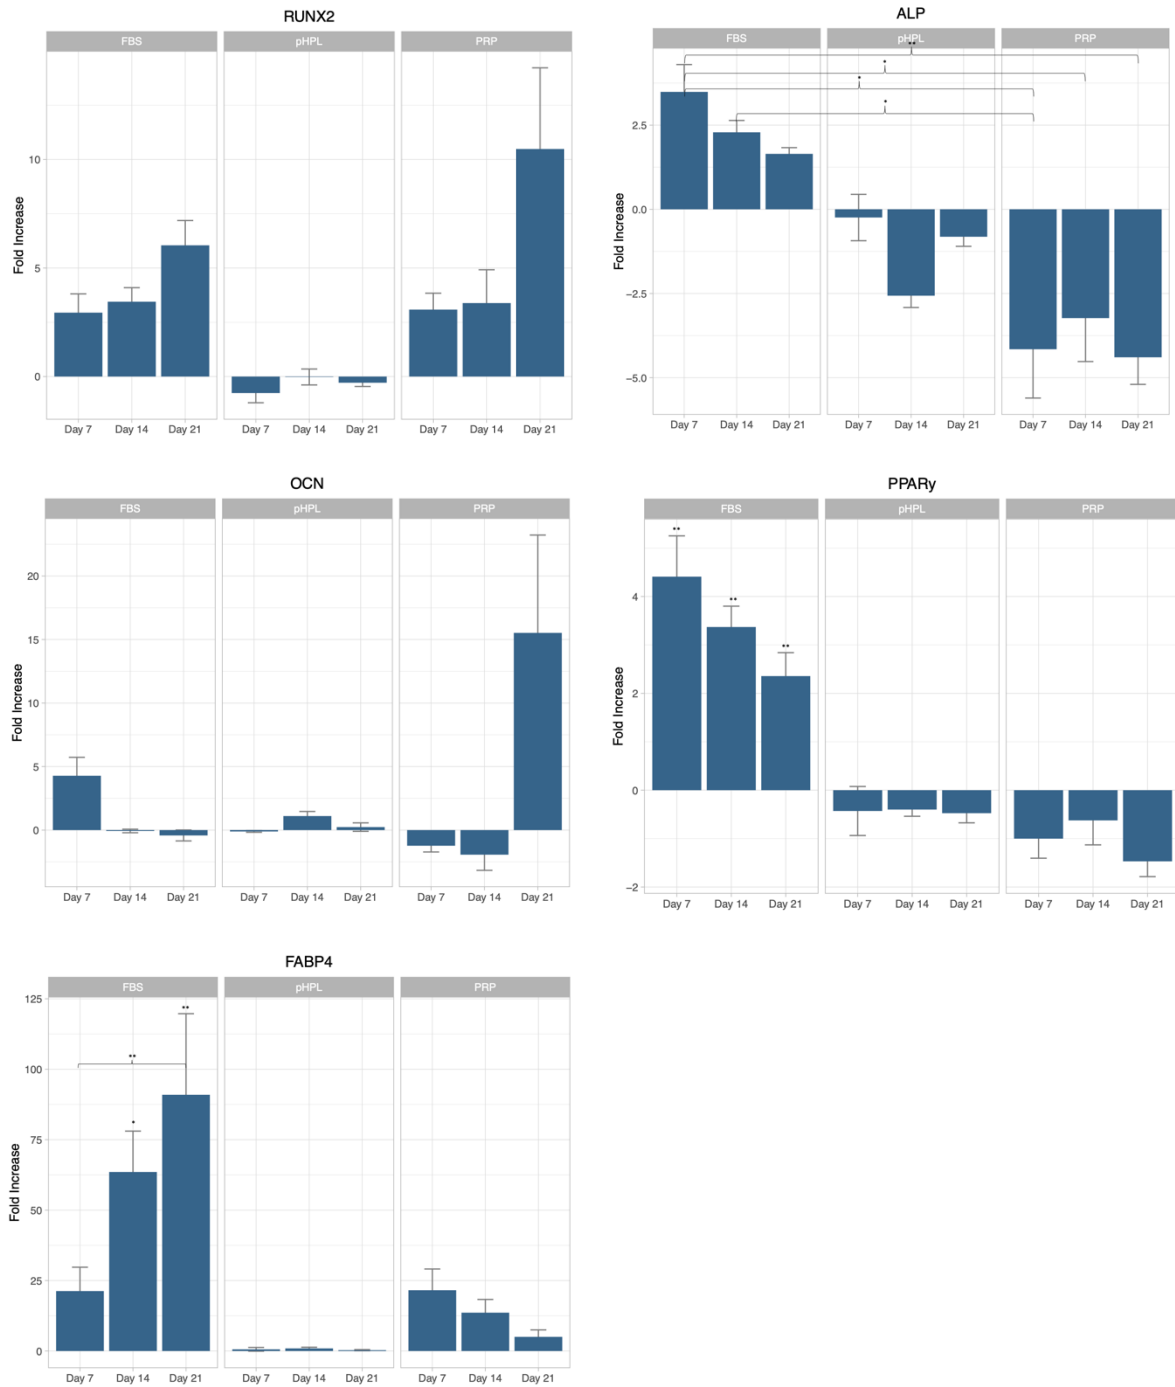 RUNX2
FBS pHPL PRP
Fold Increase
10
5
0
Day 7 Day 14 Day 21 Day 7 Day 14 Day 21 Day 7 Day 14 Day 21
ALP
FBS pHPL PRP
**
*
*
*
Fold Increase
2.5
0.0
−2.5
−5.0
Day 7 Day 14 Day 21 Day 7 Day 14 Day 21 Day 7 Day 14 Day 21
OCN
FBS pHPL PRP
Fold Increase
20
15
10
5
0
Day 7 Day 14 Day 21 Day 7 Day 14 Day 21 Day 7 Day 14 Day 21
PPARy
FBS pHPL PRP
**
**
**
Fold Increase
4
2
0
−2
Day 7 Day 14 Day 21 Day 7 Day 14 Day 21 Day 7 Day 14 Day 21
FABP4
FBS pHPL PRP
**
**
*
Fold Increase
125
100
75
50
25
0
Day 7 Day 14 Day 21 Day 7 Day 14 Day 21 Day 7 Day 14 Day 21